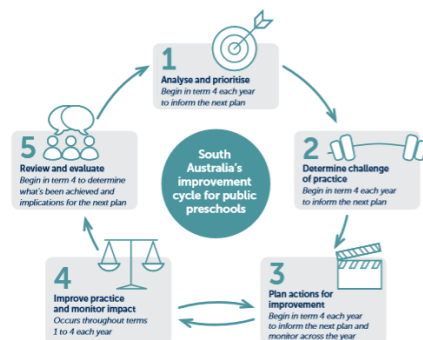 1
Analyse and prioritise
Begin in term 4 each year
to inform the next plan
2
Determine challenge
of practice
Begin in term 4 each year
to inform the next plan
3
Plan actions for
improvement
Begin in term 4 each year
to inform the next plan and
monitor across the year
4
Improve practice
and monitor impact
Occurs throughout terms
1 to 4 each year
5
Review and evaluate
Begin in term 4 to determine
what's been achieved and
implications for the next plan
South
Australia's
improvement
cycle for public
preschools